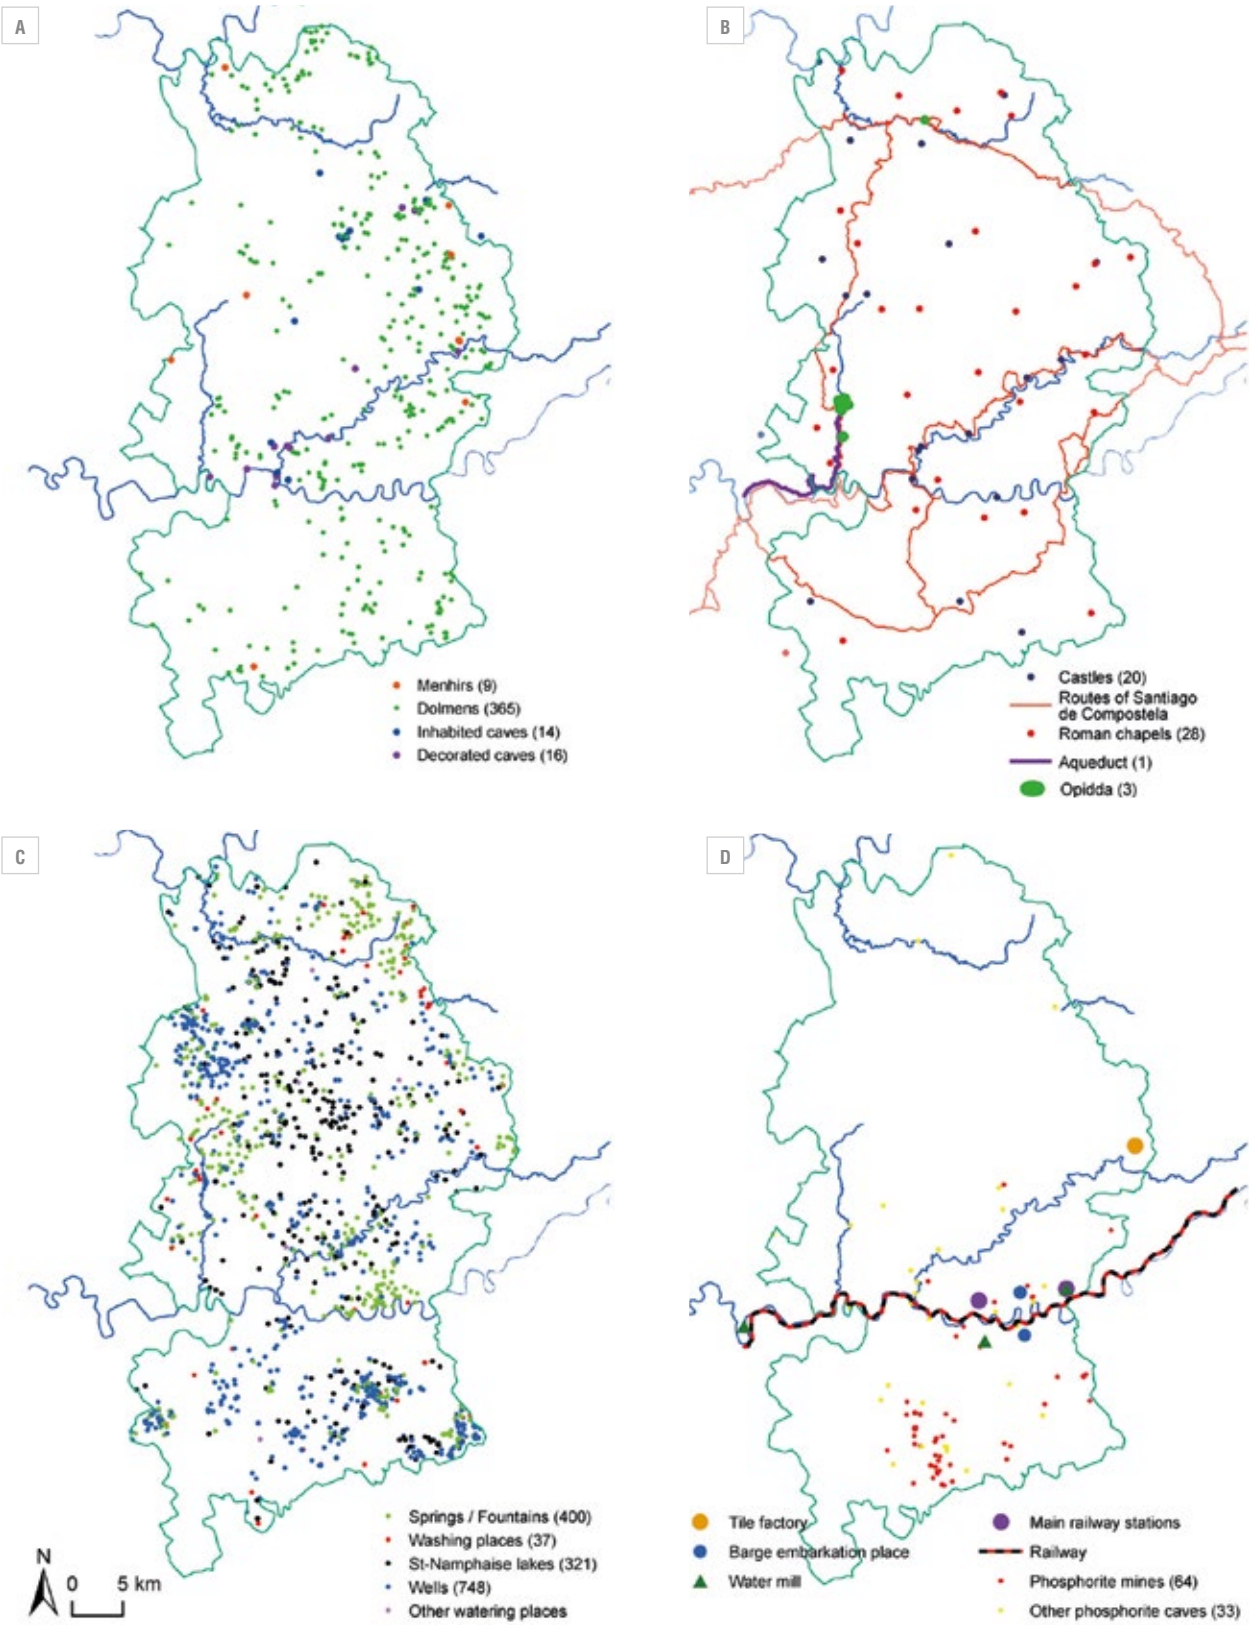 A
B
Menhirs (9)
Dolmens (365)
Inhabited caves (14)
Decorated caves (16)
Castles (20)
Routes of Santiago
de Compostela
Roman chapels (28)
Aqueduct (1)
Opidda (3)
C
D
Springs / Fountains (400)
Washing places (37)
St-Namphaise lakes (321)
Wells (748)
Other watering places
N
0 5 km
Tile factory
Barge embarkation place
Water mill
Main railway stations
Railway
Phosphorite mines (64)
Other phosphorite caves (33)